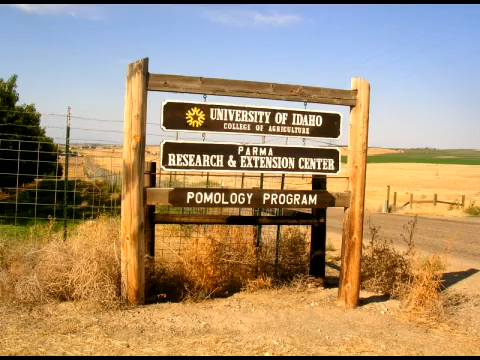 UNIVERSITY OF IDAHO
COLLEGE OF AGRICULTURE
PARMA
RESEARCH & EXTENSION CENTER
POMOLOGY PROGRAM